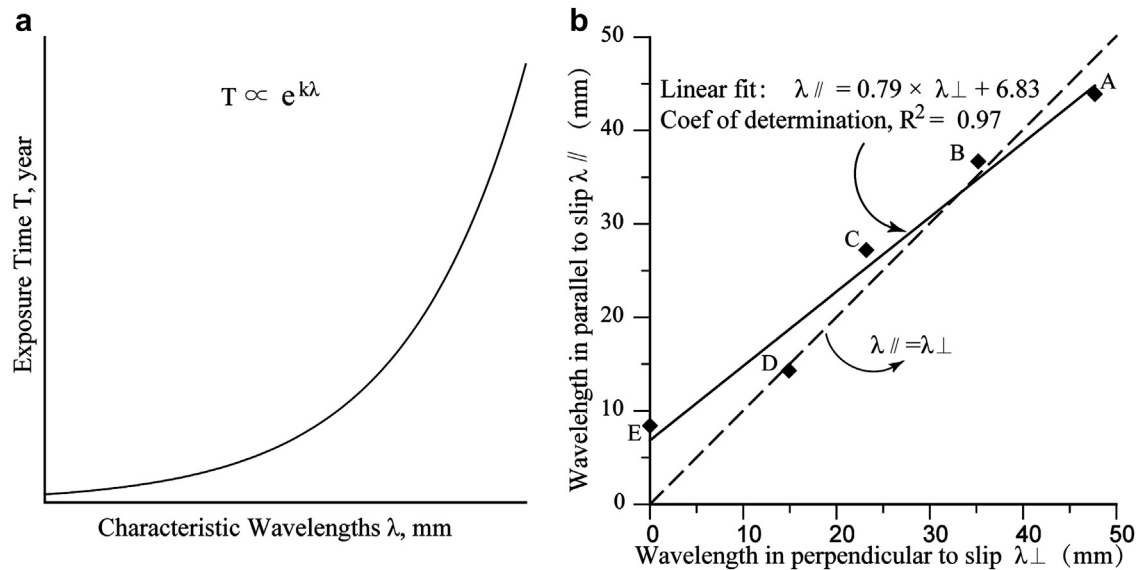 a
T ∝ e^kλ
Exposure Time T, year
Characteristic Wavelengths λ, mm
b
Wavelehgth in parallel to slip λ∥ (mm)
50
40
30
20
10
0
Linear fit: λ∥ = 0.79 × λ⊥ + 6.83
Coef of determination, R² = 0.97
A
B
C
D
E
λ∥=λ⊥
0 10 20 30 40 50
Wavelength in perpendicular to slip λ⊥ (mm)